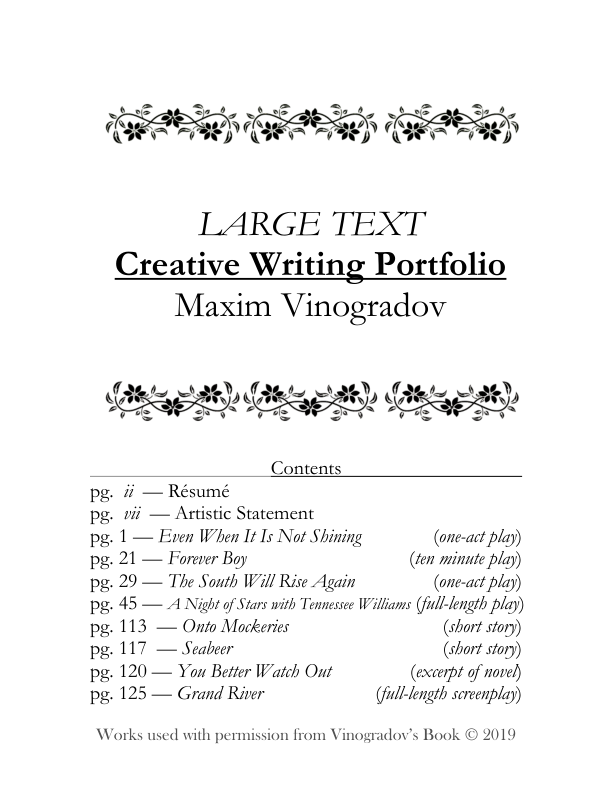 LARGE TEXT
Creative Writing Portfolio
Maxim Vinogradov
Contents
pg. ii — Résumé
pg. vii — Artistic Statement
pg. 1 — Even When It Is Not Shining (one-act play)
pg. 21 — Forever Boy (ten minute play)
pg. 29 — The South Will Rise Again (one-act play)
pg. 45 — A Night of Stars with Tennessee Williams (full-length play)
pg. 113 — Onto Mockeries (short story)
pg. 117 — Seabeer (short story)
pg. 120 — You Better Watch Out (excerpt of novel)
pg. 125 — Grand River (full-length screenplay)
Works used with permission from Vinogradov's Book © 2019